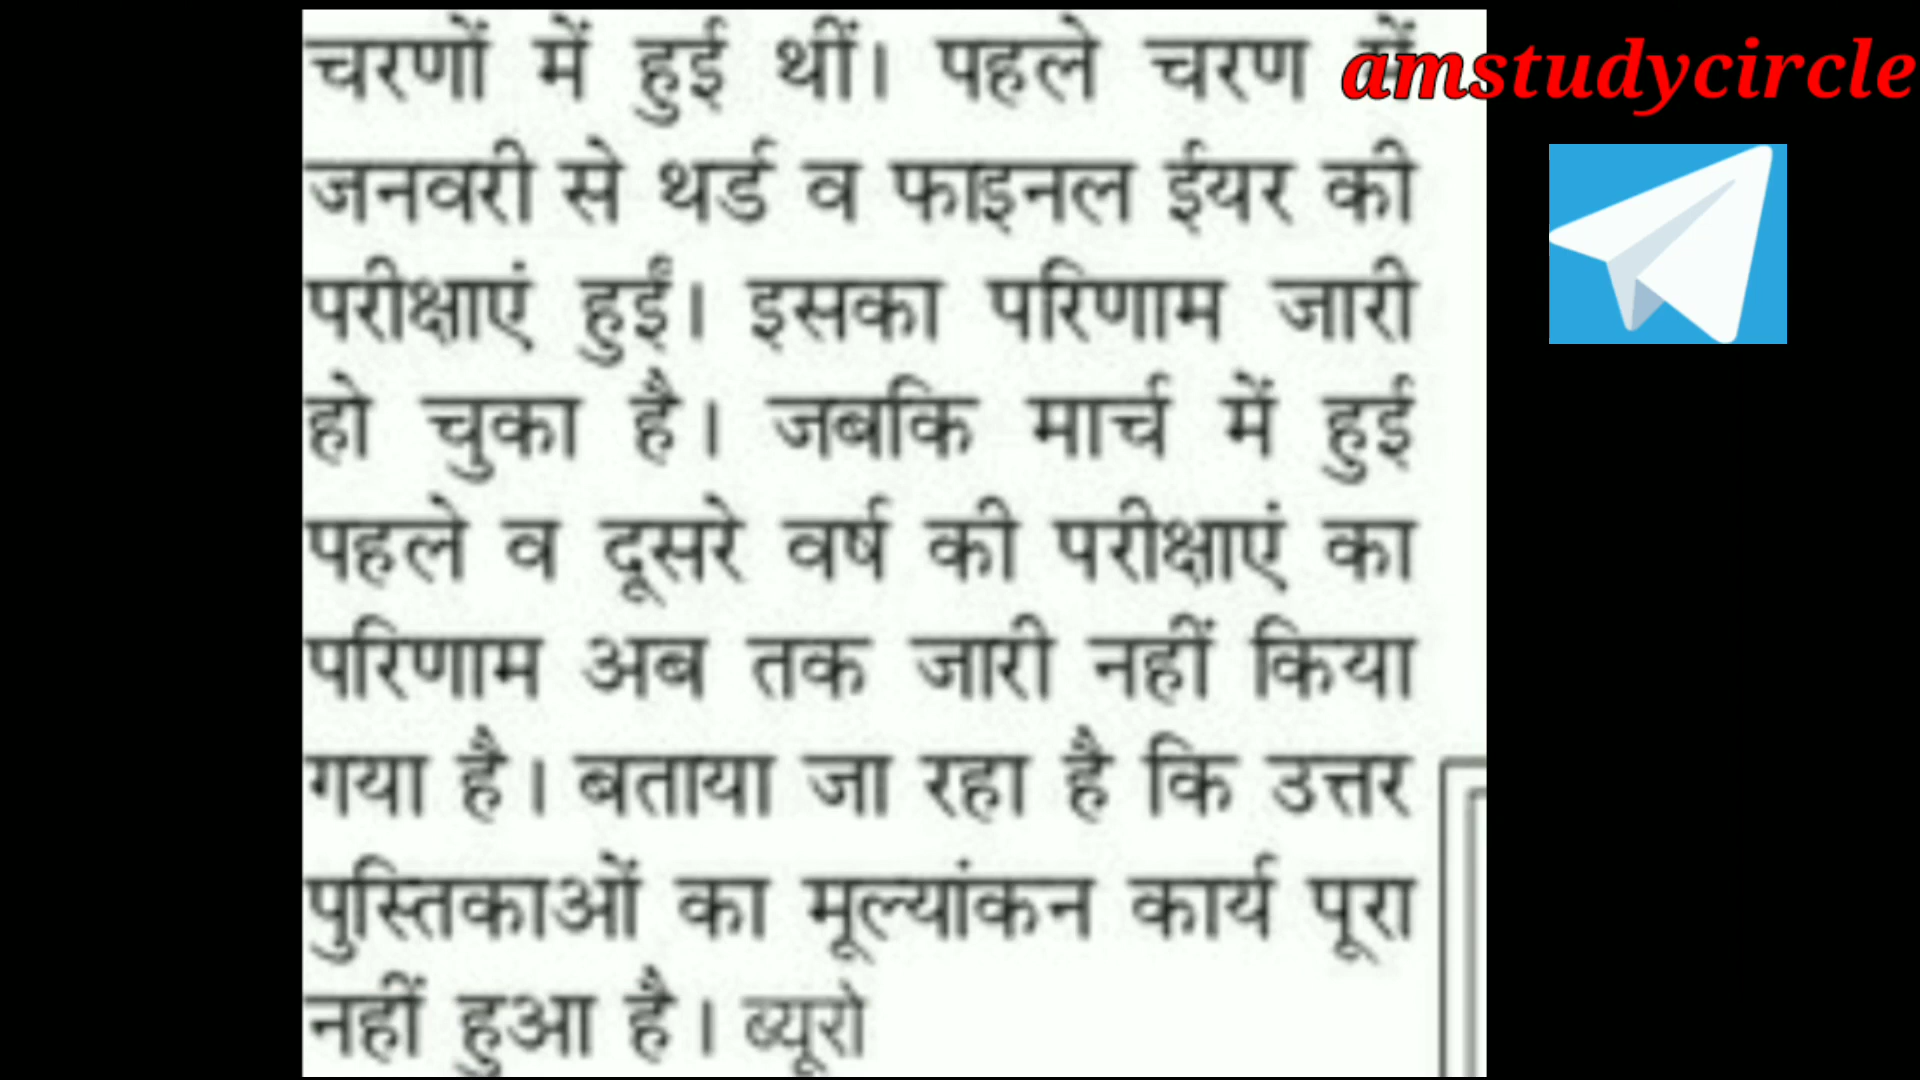 चरणों में हुई थीं। पहले चरण में
amstudycircle
जनवरी से थर्ड व फाइनल ईयर की
परीक्षाएं हुईं। इसका परिणाम जारी
हो चुका है। जबकि मार्च में हुई
पहले व दूसरे वर्ष की परीक्षाएं का
परिणाम अब तक जारी नहीं किया
गया है। बताया जा रहा है कि उत्तर
पुस्तिकाओं का मूल्यांकन कार्य पूरा
नहीं हुआ है। ब्यूरो